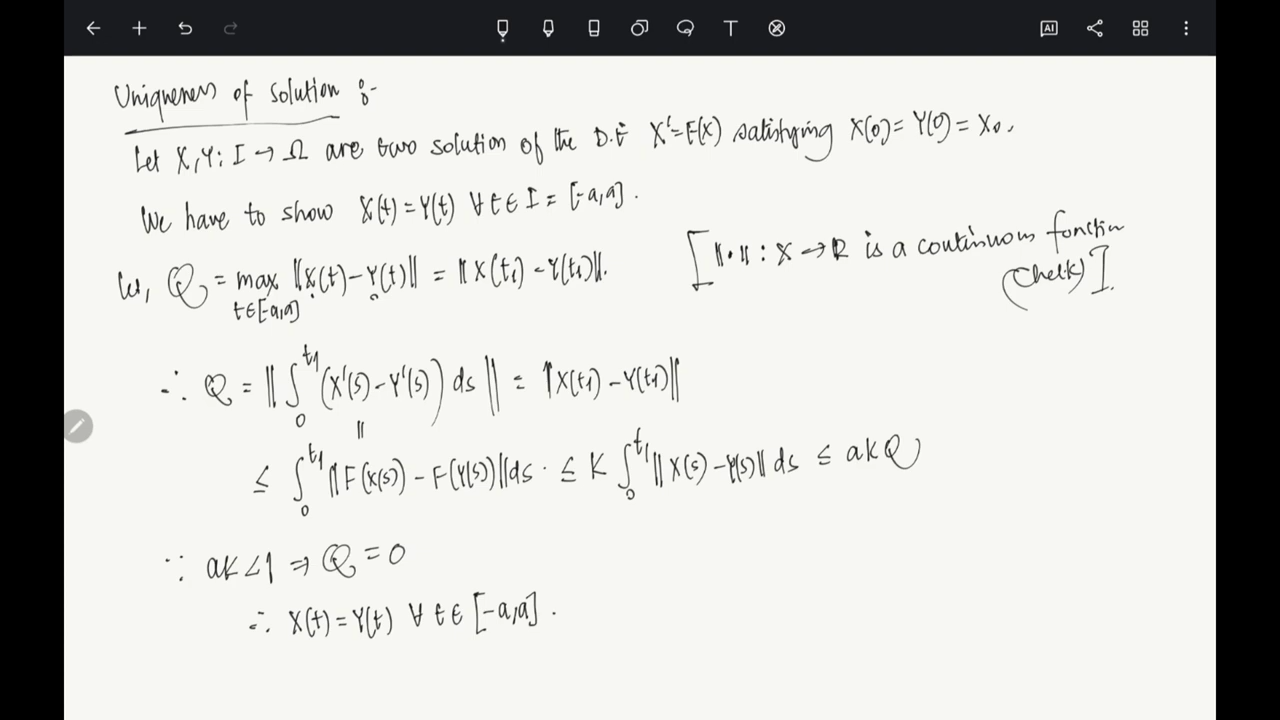 Uniqueness of solution :-
Let X, Y : I → Ω are two solution of the D.E X' = F(X) satisfying X(0) = Y(0) = X₀.
We have to show X(t) = Y(t) ∀ t ∈ I = [-a, a].
Let, Q = max ‖X(t) - Y(t)‖ = ‖X(t₁) - Y(t₁)‖.
t∈[-a,a]
[‖·‖ : X → ℝ is a continuous function
(Check)].
∴ Q = ‖∫₀^t₁ (X'(s) - Y'(s)) ds‖ = ‖X(t₁) - Y(t₁)‖
||
≤ ∫₀^t₁ ‖F(X(s)) - F(Y(s))‖ds · ≤ K ∫₀^t₁ ‖X(s) - Y(s)‖ ds ≤ aKQ
∵ aK < 1 ⇒ Q = 0
∴ X(t) = Y(t) ∀ t ∈ [-a, a].
T
AI